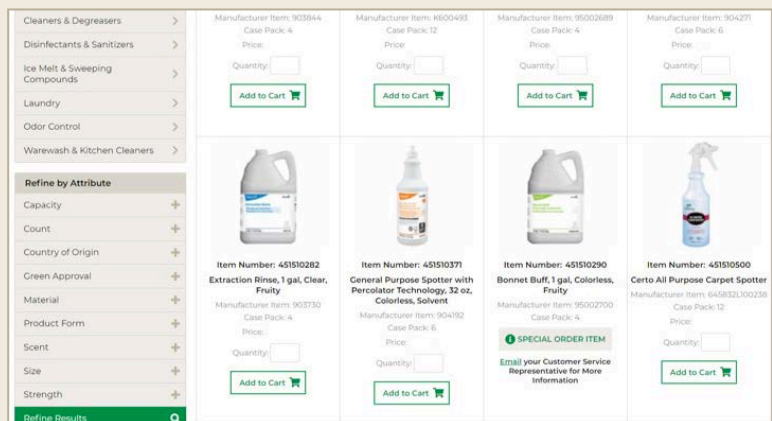 Cleaners & Degreasers
Disinfectants & Sanitizers
Ice Melt & Sweeping
Compounds
Laundry
Odor Control
Warewash & Kitchen Cleaners
Refine by Attribute
Capacity
Count
Country of Origin
Green Approval
Material
Product Form
Scent
Size
Strength
Refine Results
Manufacturer Item: 903844
Case Pack: 4
Price:
Quantity:
Add to Cart
Manufacturer Item: K600493
Case Pack: 12
Price:
Quantity:
Add to Cart
Manufacturer Item: 95002689
Case Pack: 4
Price:
Quantity:
Add to Cart
Manufacturer Item: 904271
Case Pack: 6
Price:
Quantity:
Add to Cart
Item Number: 451510282
Extraction Rinse, 1 gal, Clear,
Fruity
Manufacturer Item: 903730
Case Pack: 4
Price:
Quantity:
Add to Cart
Item Number: 451510371
General Purpose Spotter with
Percolator Technology, 32 oz,
Colorless, Solvent
Manufacturer Item: 904192
Case Pack: 6
Price:
Quantity:
Add to Cart
Item Number: 451510290
Bonnet Buff, 1 gal, Colorless,
Fruity
Manufacturer Item: 95002700
Case Pack: 4
SPECIAL ORDER ITEM
Email your Customer Service
Representative for More
Information
Item Number: 451510500
Certo All Purpose Carpet Spotter
Manufacturer Item: 645832L100238
Case Pack: 12
Price:
Quantity:
Add to Cart